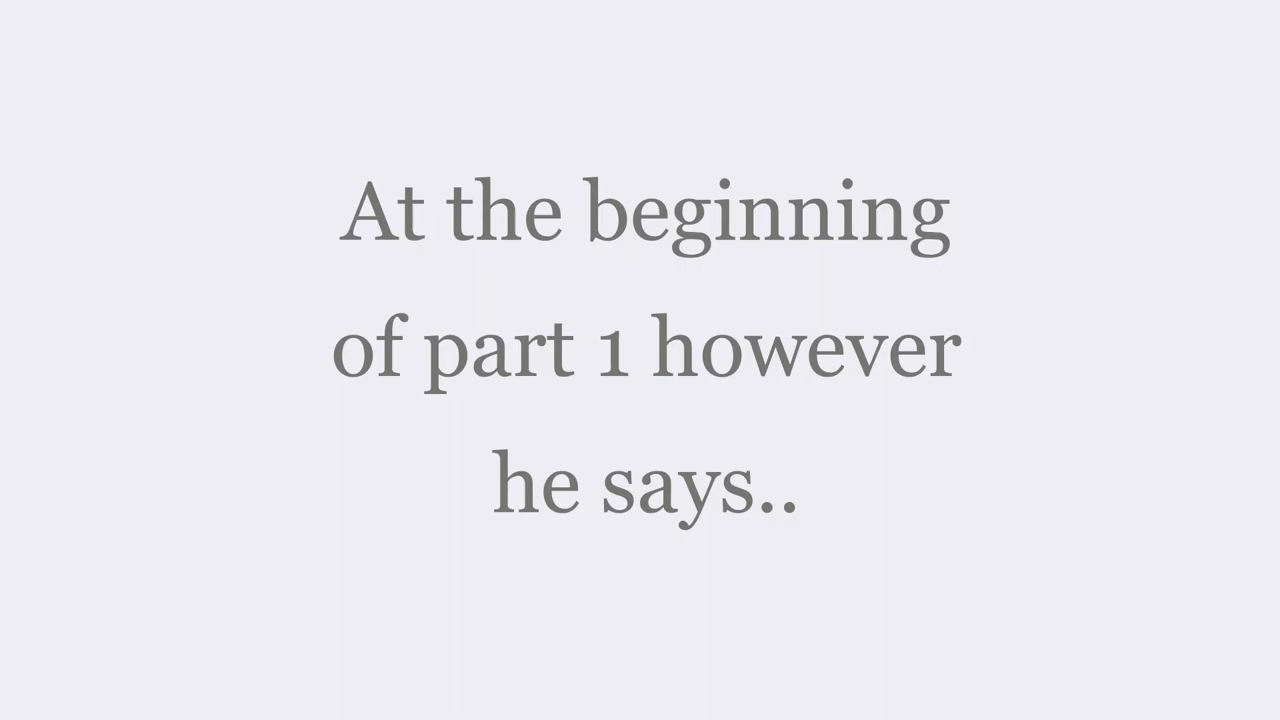 At the beginning
of part 1 however
he says..